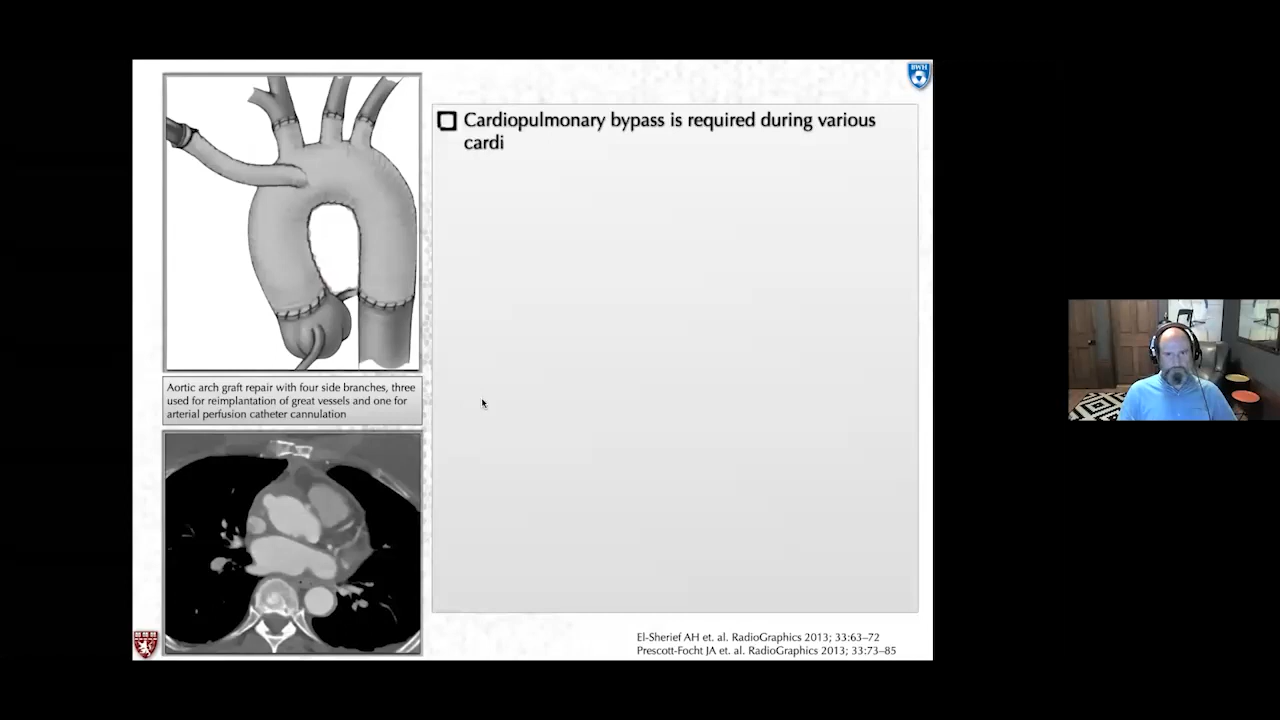 BWH
Cardiopulmonary bypass is required during various
cardi
Aortic arch graft repair with four side branches, three
used for reimplantation of great vessels and one for
arterial perfusion catheter cannulation
El-Sherief AH et. al. RadioGraphics 2013; 33:63–72
Prescott-Focht JA et. al. RadioGraphics 2013; 33:73–85